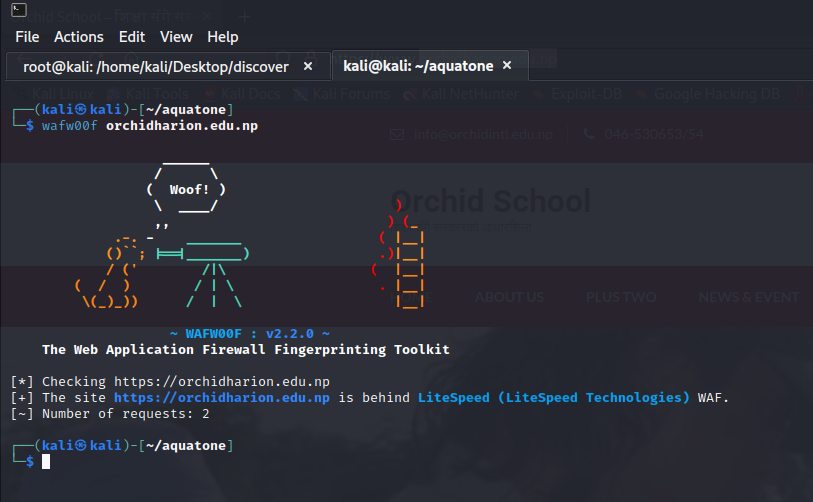 Orchid School – शिक्षा
File Actions Edit View Help
root@kali: /home/kali/Desktop/discover ×
kali@kali: ~/aquatone ×
Kali Linux Kali Tools Kali Docs Kali Forums Kali NetHunter Exploit-DB Google Hacking DB
┌──(kali㉿kali)-[~/aquatone]
└─$ wafw00f orchidharion.edu.np
046-530653/54
Woof!
Orchid School
ABOUT US PLUS TWO NEWS & EVENT
~ WAFW00F : v2.2.0 ~
The Web Application Firewall Fingerprinting Toolkit
[*] Checking https://orchidharion.edu.np
[+] The site https://orchidharion.edu.np is behind LiteSpeed (LiteSpeed Technologies) WAF.
[~] Number of requests: 2
┌──(kali㉿kali)-[~/aquatone]
└─$